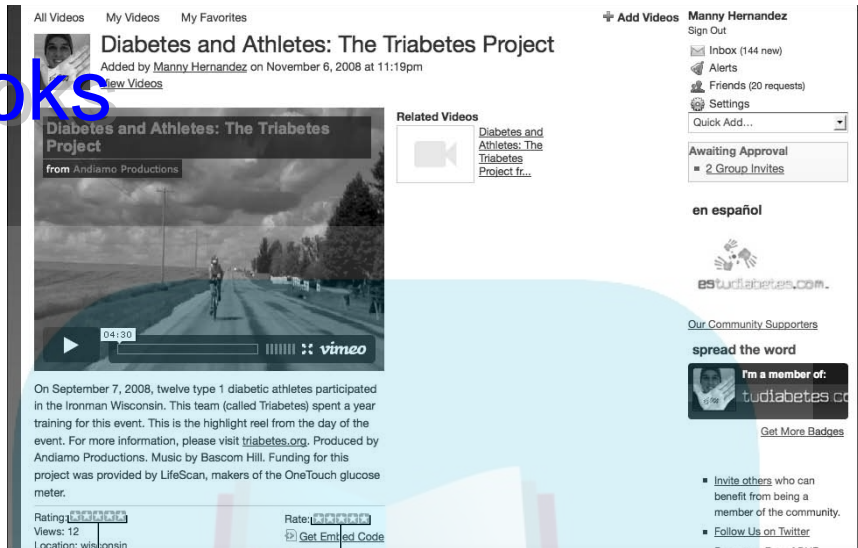 All Videos My Videos My Favorites
Add Videos
Diabetes and Athletes: The Triabetes Project
Added by Manny Hernandez on November 6, 2008 at 11:19pm
View Videos
oks
Diabetes and Athletes: The Triabetes
Project
from Andiamo Productions
04:30
vimeo
On September 7, 2008, twelve type 1 diabetic athletes participated
in the Ironman Wisconsin. This team (called Triabetes) spent a year
training for this event. This is the highlight reel from the day of the
event. For more information, please visit triabetes.org. Produced by
Andiamo Productions. Music by Bascom Hill. Funding for this
project was provided by LifeScan, makers of the OneTouch glucose
meter.
Rating:
Views: 12
Location: wisconsin
Rate:
Get Embed Code
Related Videos
Diabetes and
Athletes: The
Triabetes
Project fr...
Manny Hernandez
Sign Out
Inbox (144 new)
Alerts
Friends (20 requests)
Settings
Quick Add...
Awaiting Approval
2 Group Invites
en español
estudiabetes.com.
Our Community Supporters
spread the word
I'm a member of:
tudiabetes.co
Get More Badges
Invite others who can
benefit from being a
member of the community.
Follow Us on Twitter